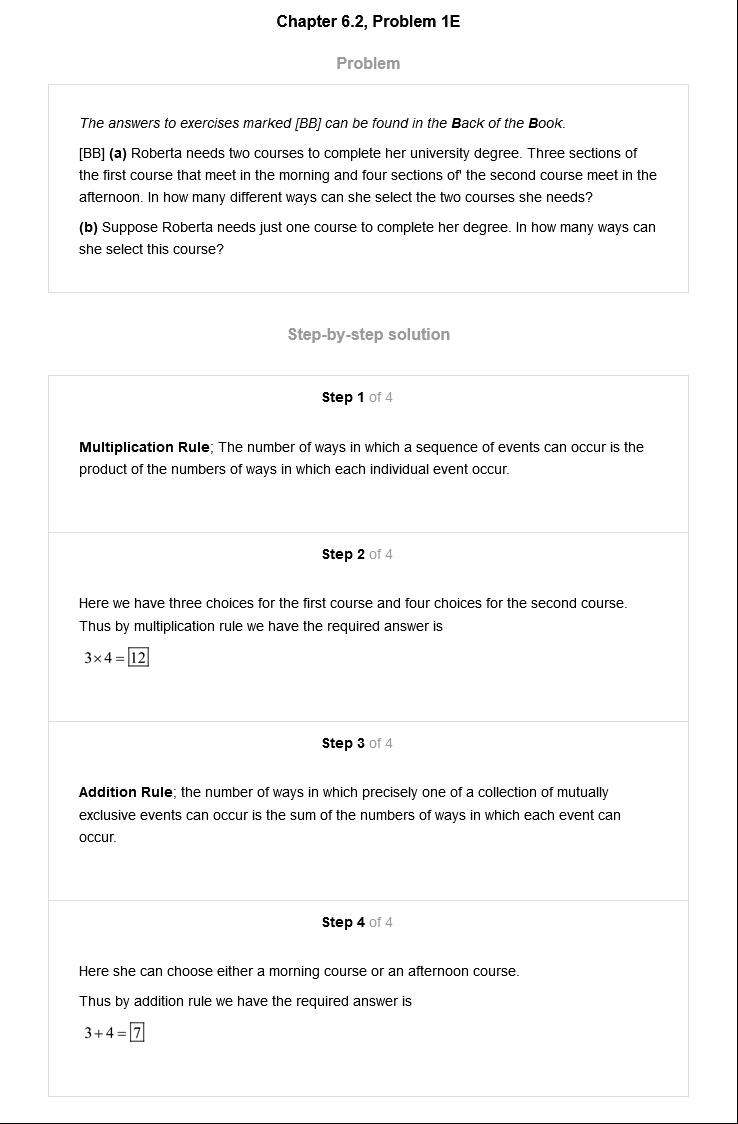 Chapter 6.2, Problem 1E
Problem
The answers to exercises marked [BB] can be found in the Back of the Book.
[BB] (a) Roberta needs two courses to complete her university degree. Three sections of
the first course that meet in the morning and four sections of' the second course meet in the
afternoon. In how many different ways can she select the two courses she needs?
(b) Suppose Roberta needs just one course to complete her degree. In how many ways can
she select this course?
Step-by-step solution
Step 1 of 4
Multiplication Rule; The number of ways in which a sequence of events can occur is the
product of the numbers of ways in which each individual event occur.
Step 2 of 4
Here we have three choices for the first course and four choices for the second course.
Thus by multiplication rule we have the required answer is
3×4=12
Step 3 of 4
Addition Rule; the number of ways in which precisely one of a collection of mutually
exclusive events can occur is the sum of the numbers of ways in which each event can
occur.
Step 4 of 4
Here she can choose either a morning course or an afternoon course.
Thus by addition rule we have the required answer is
3+4=7